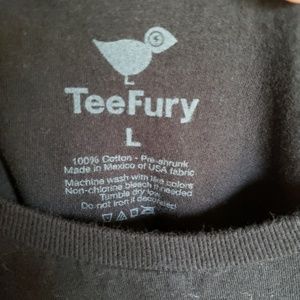 TeeFury
L
100% Cotton - Pre-shrunk
Made in Mexico of USA fabric
Machine wash with like colors
Non-chlorine bleach if needed
Tumble dry low
Do not iron if decorated